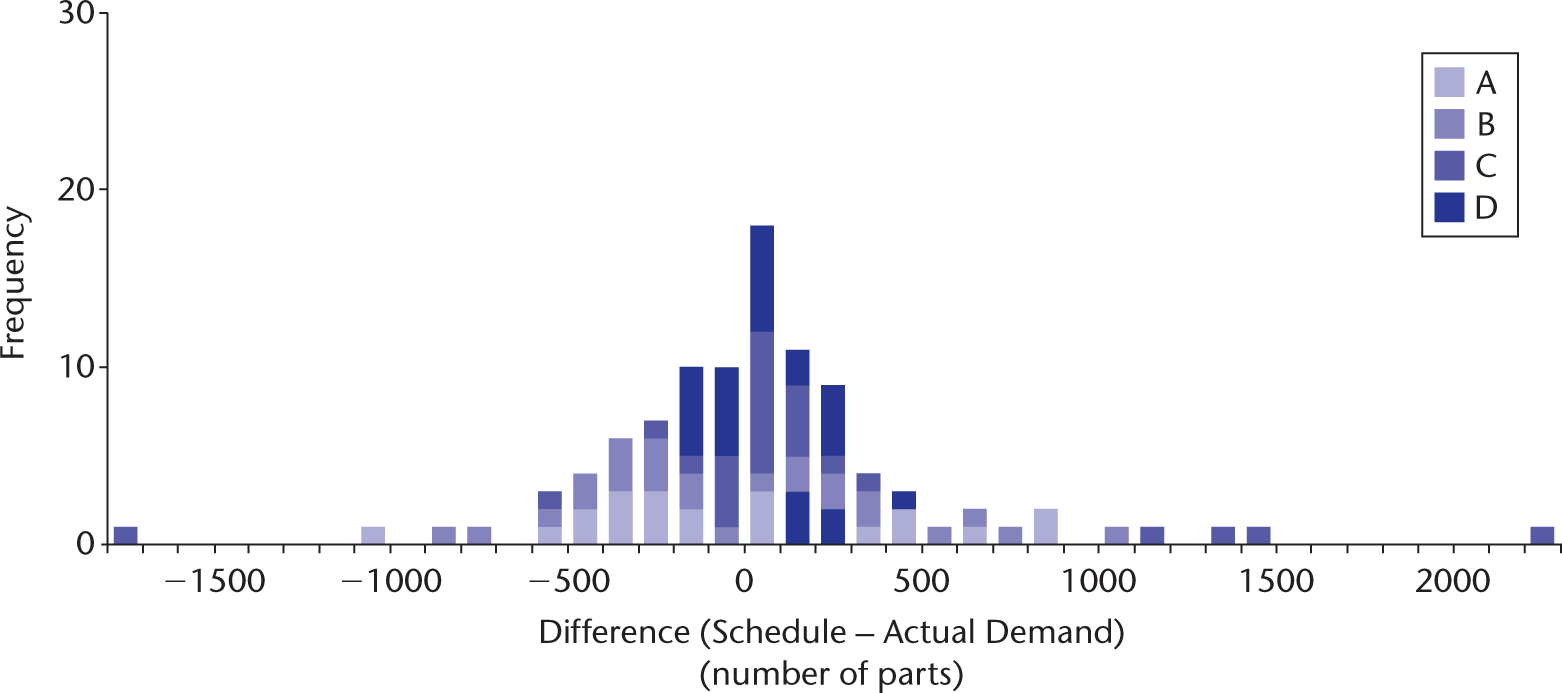 30
20
10
0
Frequency
A
B
C
D
−1500 −1000 −500 0 500 1000 1500 2000
Difference (Schedule – Actual Demand)
(number of parts)